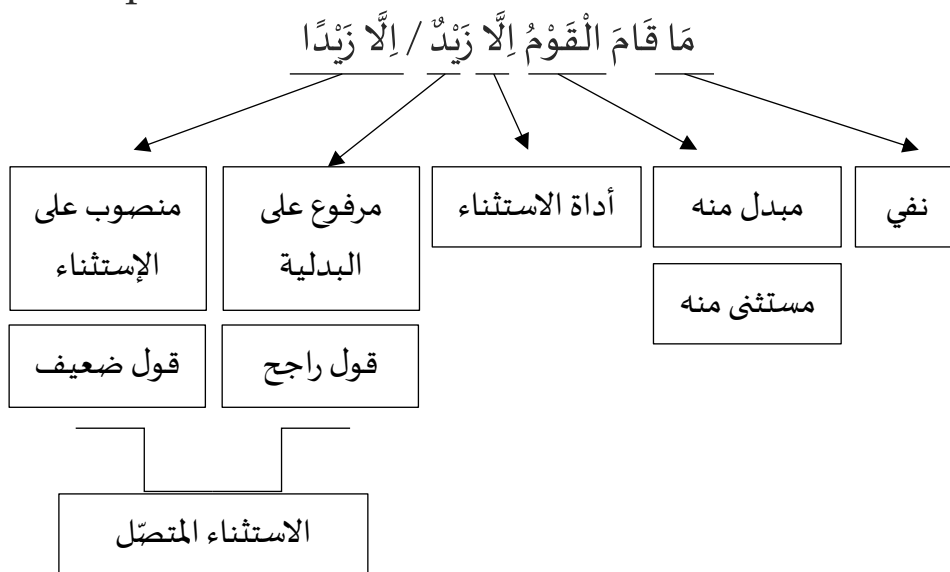 مَا قَامَ الْقَوْمُ اِلَّا زَيْدٌ / اِلَّا زَيْدًا
نفي
مبدل منه
أداة الاستثناء
مرفوع على
البدلية
منصوب على
الإستثناء
مستثنى منه
قول راجح
قول ضعيف
الاستثناء المتصّل